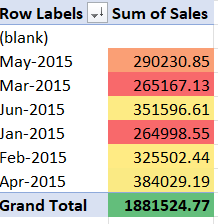 Row Labels Sum of Sales
(blank)
May-2015 290230.85
Mar-2015 265167.13
Jun-2015 351596.61
Jan-2015 264998.55
Feb-2015 325502.44
Apr-2015 384029.19
Grand Total 1881524.77